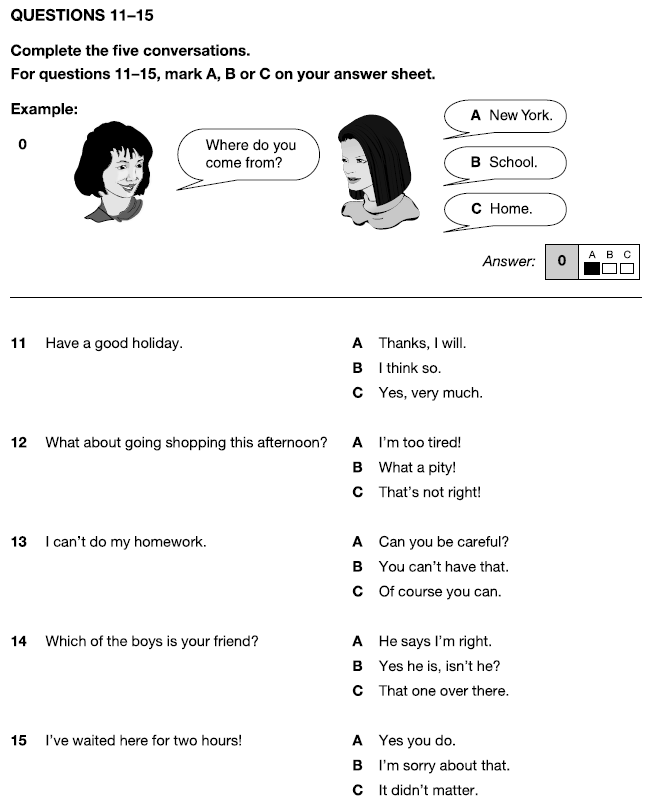 QUESTIONS 11–15
Complete the five conversations.
For questions 11–15, mark A, B or C on your answer sheet.
Example:
0
Where do you
come from?
A New York.
B School.
C Home.
Answer: 0 A B C
11 Have a good holiday.
A Thanks, I will.
B I think so.
C Yes, very much.
12 What about going shopping this afternoon?
A I'm too tired!
B What a pity!
C That's not right!
13 I can't do my homework.
A Can you be careful?
B You can't have that.
C Of course you can.
14 Which of the boys is your friend?
A He says I'm right.
B Yes he is, isn't he?
C That one over there.
15 I've waited here for two hours!
A Yes you do.
B I'm sorry about that.
C It didn't matter.